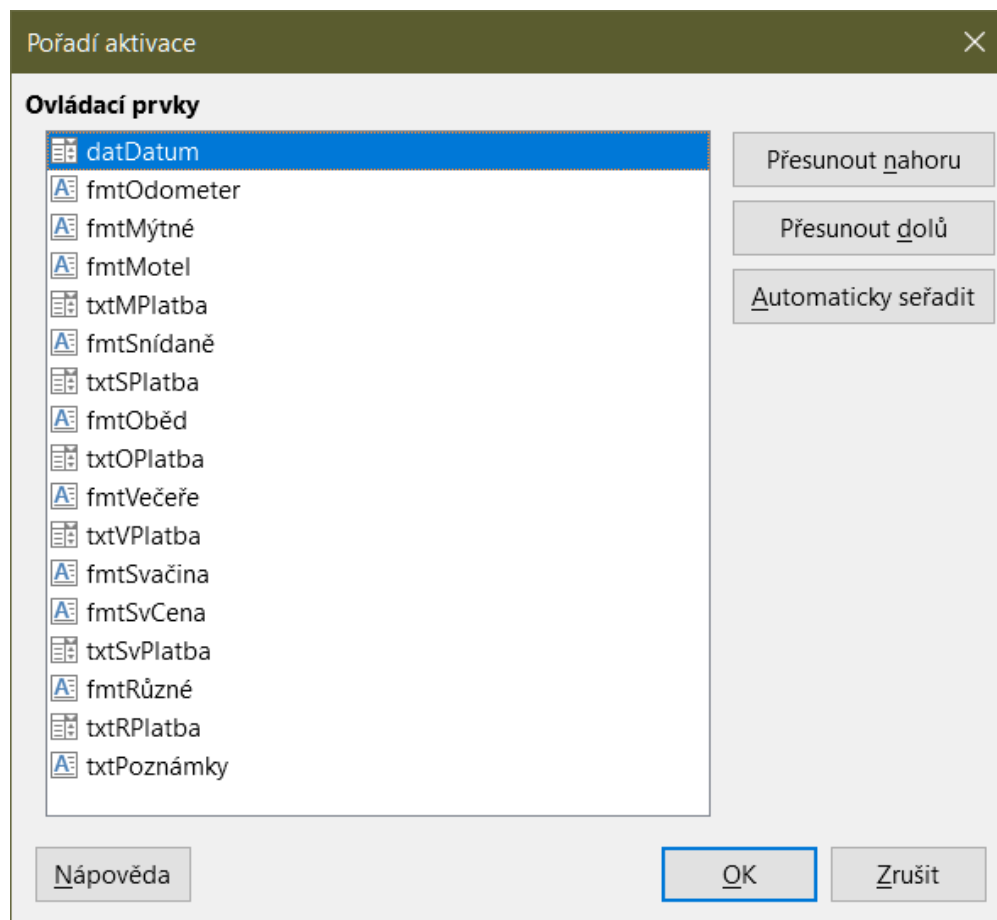 Pořadí aktivace
Ovládací prvky
datDatum
fmtOdometer
fmtMýtné
fmtMotel
txtMPlatba
fmtSnídaně
txtSPlatba
fmtOběd
txtOPlatba
fmtVečeře
txtVPlatba
fmtSvačina
fmtSvCena
txtSvPlatba
fmtRůzné
txtRPlatba
txtPoznámky
Přesunout nahoru
Přesunout dolů
Automaticky seřadit
Nápověda
OK
Zrušit